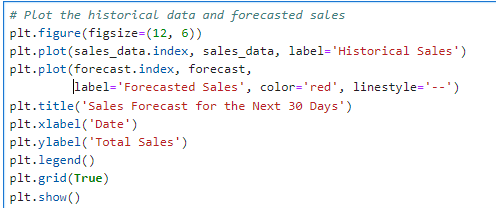 # Plot the historical data and forecasted sales
plt.figure(figsize=(12, 6))
plt.plot(sales_data.index, sales_data, label='Historical Sales')
plt.plot(forecast.index, forecast,
         label='Forecasted Sales', color='red', linestyle='--')
plt.title('Sales Forecast for the Next 30 Days')
plt.xlabel('Date')
plt.ylabel('Total Sales')
plt.legend()
plt.grid(True)
plt.show()